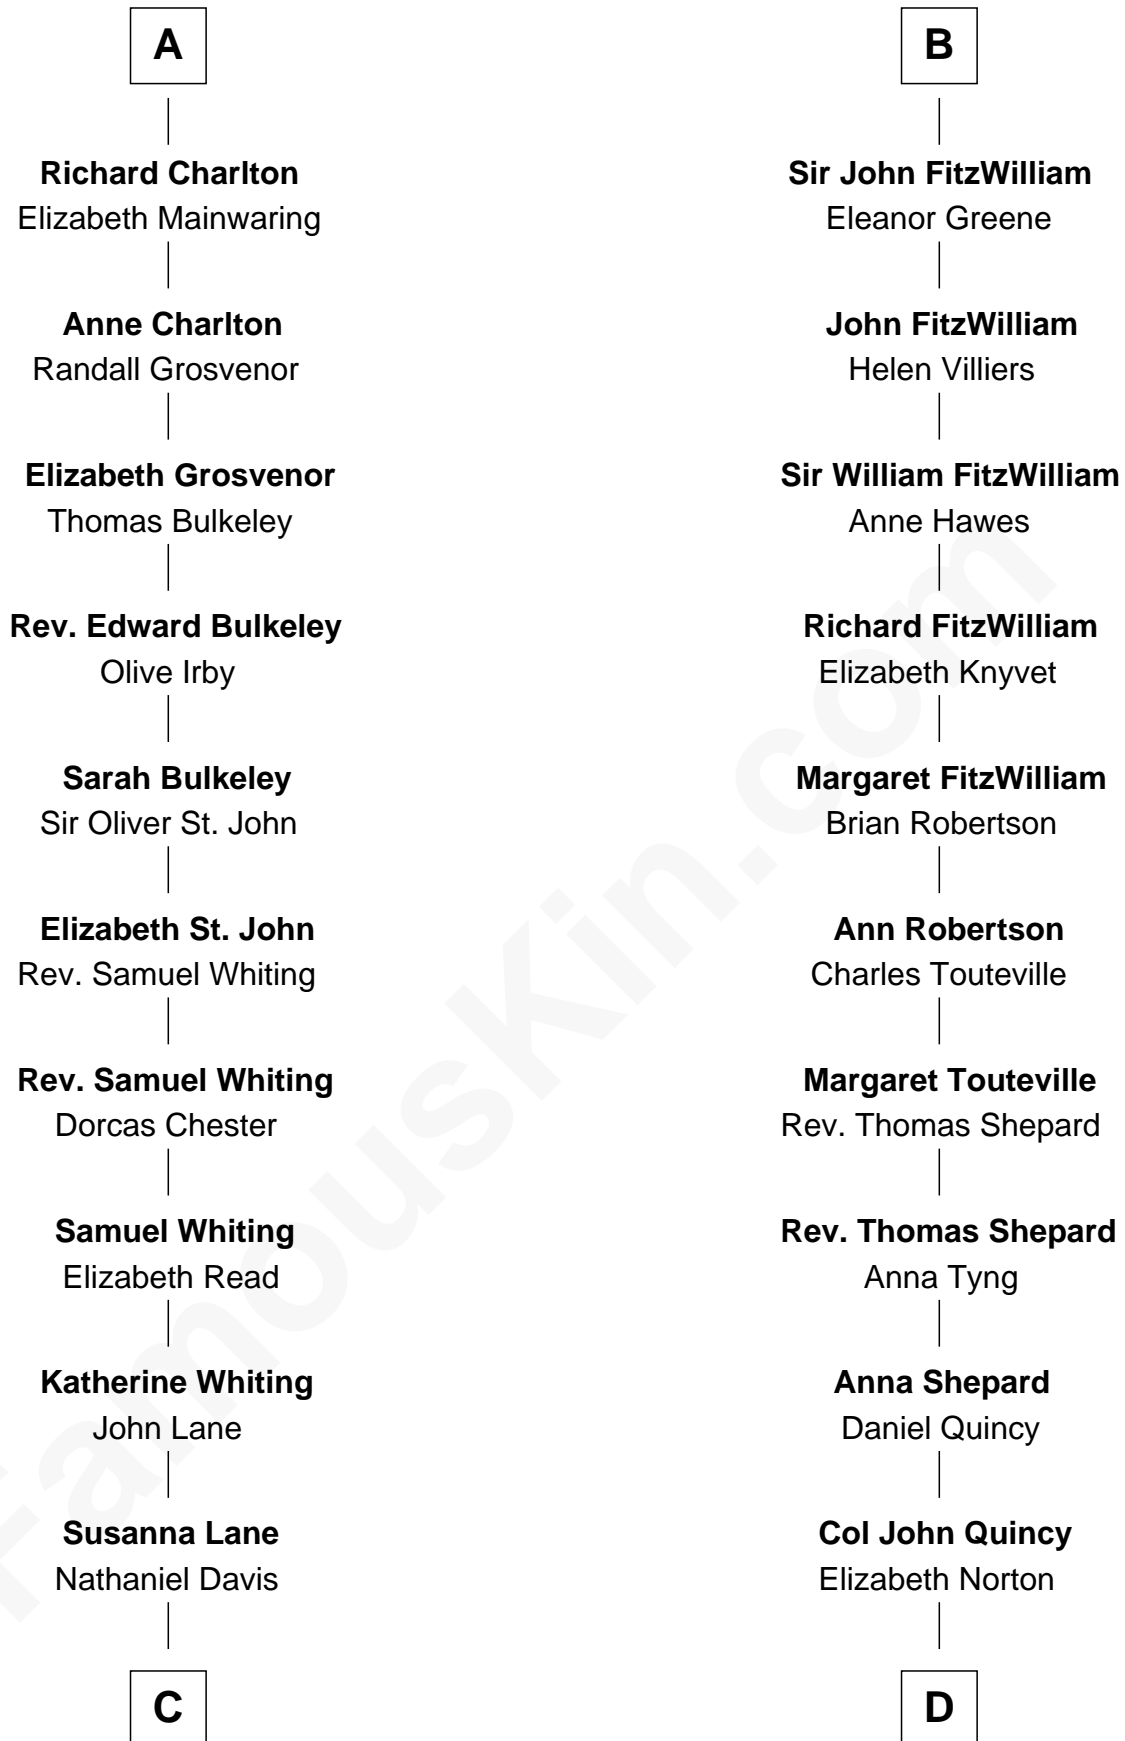 A
Richard Charlton
Elizabeth Mainwaring
Anne Charlton
Randall Grosvenor
Elizabeth Grosvenor
Thomas Bulkeley
Rev. Edward Bulkeley
Olive Irby
Sarah Bulkeley
Sir Oliver St. John
Elizabeth St. John
Rev. Samuel Whiting
Rev. Samuel Whiting
Dorcas Chester
Samuel Whiting
Elizabeth Read
Katherine Whiting
John Lane
Susanna Lane
Nathaniel Davis
C
B
Sir John FitzWilliam
Eleanor Greene
John FitzWilliam
Helen Villiers
Sir William FitzWilliam
Anne Hawes
Richard FitzWilliam
Elizabeth Knyvet
Margaret FitzWilliam
Brian Robertson
Ann Robertson
Charles Touteville
Margaret Touteville
Rev. Thomas Shepard
Rev. Thomas Shepard
Anna Tyng
Anna Shepard
Daniel Quincy
Col John Quincy
Elizabeth Norton
D
FamousKin.com